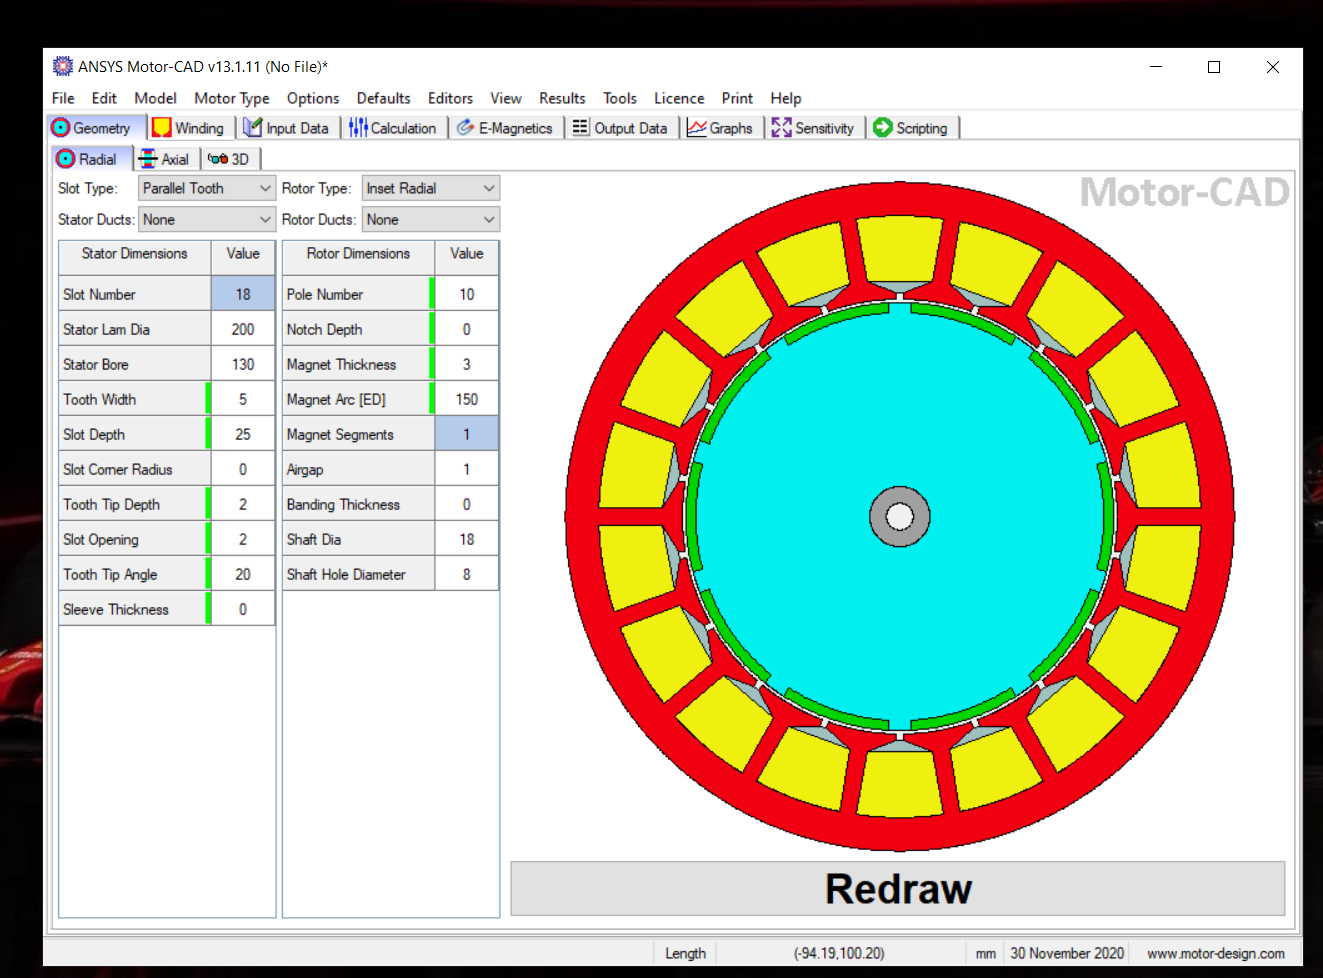 ANSYS Motor-CAD v13.1.11 (No File)*
File Edit Model Motor Type Options Defaults Editors View Results Tools Licence Print Help
Geometry Winding Input Data Calculation E-Magnetics Output Data Graphs Sensitivity Scripting
Radial Axial 3D
Slot Type: Parallel Tooth Rotor Type: Inset Radial
Motor-CAD
Stator Ducts: None Rotor Ducts: None
Stator Dimensions Value Rotor Dimensions Value
Slot Number 18 Pole Number 10
Stator Lam Dia 200 Notch Depth 0
Stator Bore 130 Magnet Thickness 3
Tooth Width 5 Magnet Arc [ED] 150
Slot Depth 25 Magnet Segments 1
Slot Corner Radius 0 Airgap 1
Tooth Tip Depth 2 Banding Thickness 0
Slot Opening 2 Shaft Dia 18
Tooth Tip Angle 20 Shaft Hole Diameter 8
Sleeve Thickness 0
Redraw
Length (-94.19,100.20) mm 30 November 2020 www.motor-design.com